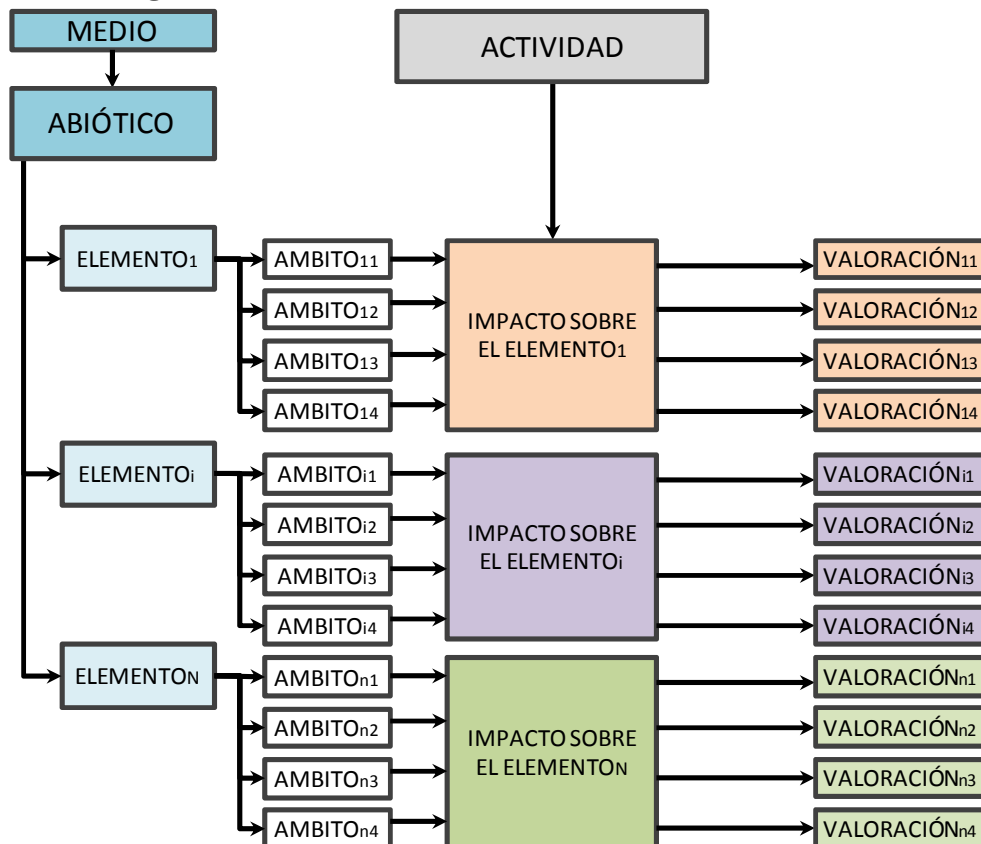 MEDIO
ACTIVIDAD
ABIÓTICO
ELEMENTO1
AMBITO11
AMBITO12
AMBITO13
AMBITO14
IMPACTO SOBRE
EL ELEMENTO1
VALORACIÓN11
VALORACIÓN12
VALORACIÓN13
VALORACIÓN14
ELEMENTOi
AMBITOi1
AMBITOi2
AMBITOi3
AMBITOi4
IMPACTO SOBRE
EL ELEMENTOi
VALORACIÓNi1
VALORACIÓNi2
VALORACIÓNi3
VALORACIÓNi4
ELEMENTON
AMBITOn1
AMBITOn2
AMBITOn3
AMBITOn4
IMPACTO SOBRE
EL ELEMENTON
VALORACIÓNn1
VALORACIÓNn2
VALORACIÓNn3
VALORACIÓNn4